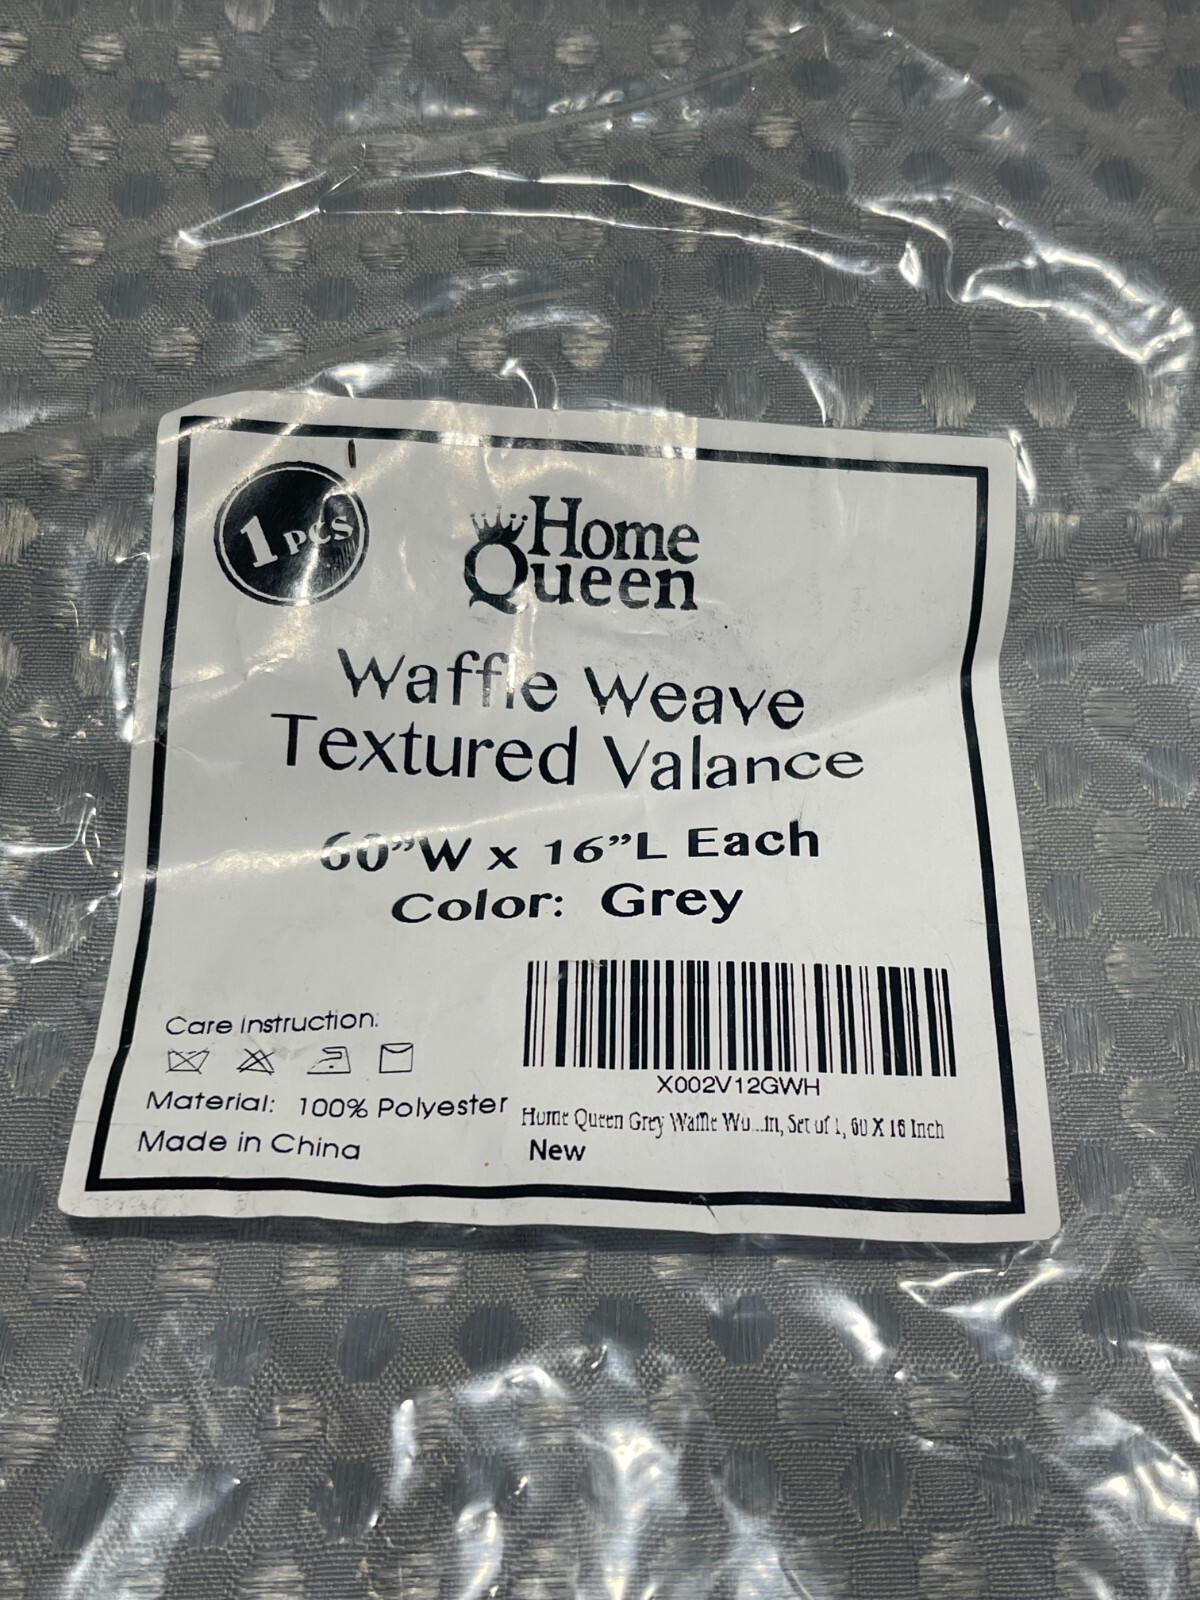 1 PCS
Home
Queen
Waffle Weave
Textured Valance
60”W x 16”L Each
Color: Grey
Care Instruction:
Material: 100% Polyester
Made in China
X002V12GWH
Home Queen Grey Waffle Wo...in, Set of 1, 60 X 16 Inch
New